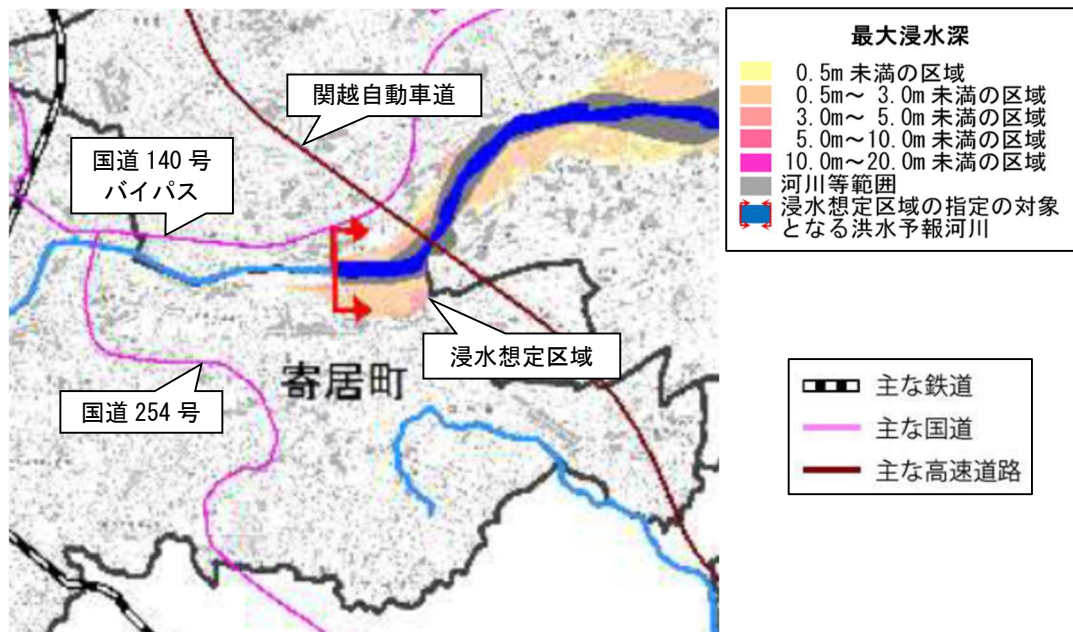 関越自動車道
国道 140 号
バイパス
浸水想定区域
寄居町
国道 254 号
最大浸水深
0.5m 未満の区域
0.5m～ 3.0m 未満の区域
3.0m～ 5.0m 未満の区域
5.0m～10.0m 未満の区域
10.0m～20.0m 未満の区域
河川等範囲
浸水想定区域の指定の対象
となる洪水予報河川
主な鉄道
主な国道
主な高速道路